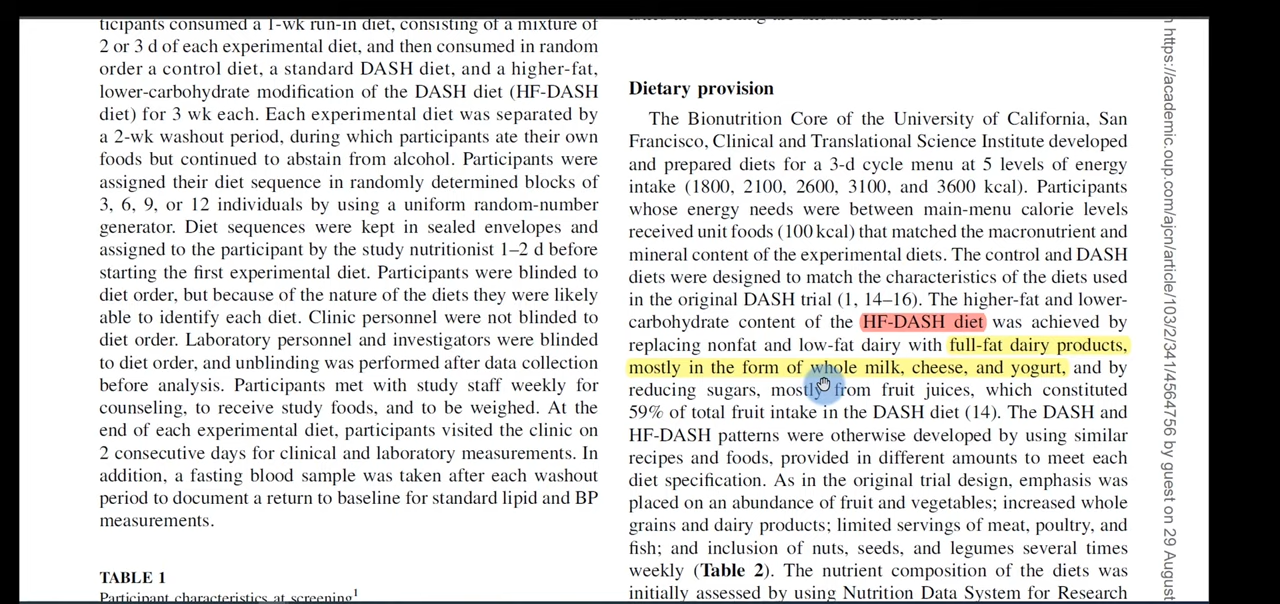 ticipants consumed a 1-wk run-in diet, consisting of a mixture of
2 or 3 d of each experimental diet, and then consumed in random
order a control diet, a standard DASH diet, and a higher-fat,
lower-carbohydrate modification of the DASH diet (HF-DASH
diet) for 3 wk each. Each experimental diet was separated by
a 2-wk washout period, during which participants ate their own
foods but continued to abstain from alcohol. Participants were
assigned their diet sequence in randomly determined blocks of
3, 6, 9, or 12 individuals by using a uniform random-number
generator. Diet sequences were kept in sealed envelopes and
assigned to the participant by the study nutritionist 1–2 d before
starting the first experimental diet. Participants were blinded to
diet order, but because of the nature of the diets they were likely
able to identify each diet. Clinic personnel were not blinded to
diet order. Laboratory personnel and investigators were blinded
to diet order, and unblinding was performed after data collection
before analysis. Participants met with study staff weekly for
counseling, to receive study foods, and to be weighed. At the
end of each experimental diet, participants visited the clinic on
2 consecutive days for clinical and laboratory measurements. In
addition, a fasting blood sample was taken after each washout
period to document a return to baseline for standard lipid and BP
measurements.
TABLE 1
Participant characteristics at screening¹
Dietary provision
The Bionutrition Core of the University of California, San
Francisco, Clinical and Translational Science Institute developed
and prepared diets for a 3-d cycle menu at 5 levels of energy
intake (1800, 2100, 2600, 3100, and 3600 kcal). Participants
whose energy needs were between main-menu calorie levels
received unit foods (100 kcal) that matched the macronutrient and
mineral content of the experimental diets. The control and DASH
diets were designed to match the characteristics of the diets used
in the original DASH trial (1, 14–16). The higher-fat and lower-
carbohydrate content of the HF-DASH diet was achieved by
replacing nonfat and low-fat dairy with full-fat dairy products,
mostly in the form of whole milk, cheese, and yogurt, and by
reducing sugars, mostly from fruit juices, which constituted
59% of total fruit intake in the DASH diet (14). The DASH and
HF-DASH patterns were otherwise developed by using similar
recipes and foods, provided in different amounts to meet each
diet specification. As in the original trial design, emphasis was
placed on an abundance of fruit and vegetables; increased whole
grains and dairy products; limited servings of meat, poultry, and
fish; and inclusion of nuts, seeds, and legumes several times
weekly (Table 2). The nutrient composition of the diets was
initially assessed by using Nutrition Data System for Research
https://academic.oup.com/ajcn/article/103/2/341/4564756 by guest on 29 August